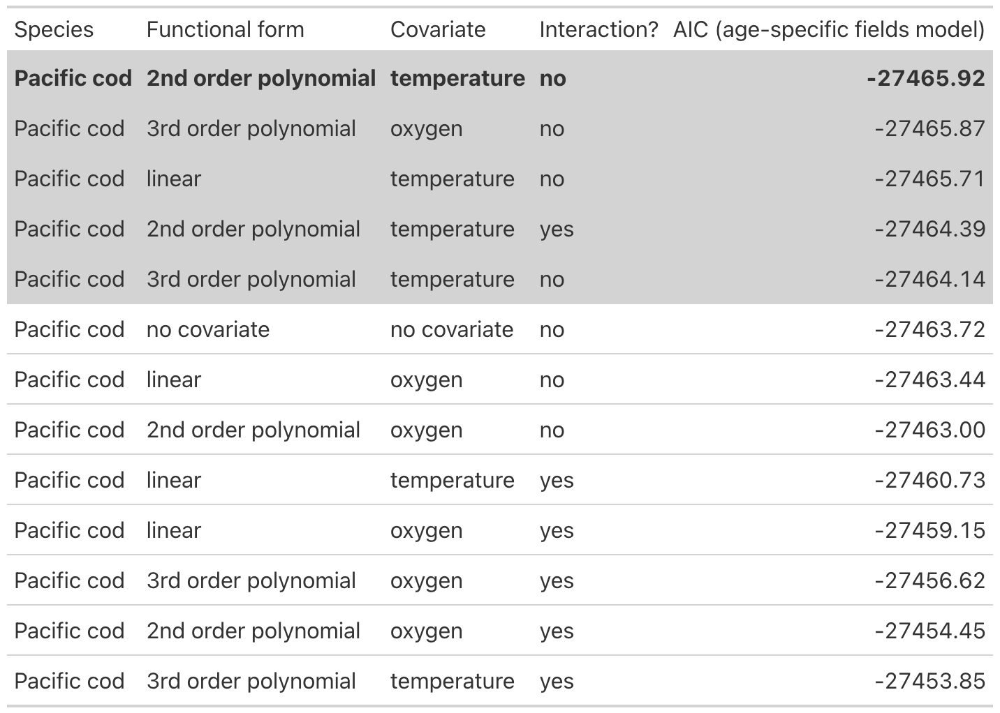 Species Functional form Covariate Interaction? AIC (age-specific fields model)
Pacific cod 2nd order polynomial temperature no -27465.92
Pacific cod 3rd order polynomial oxygen no -27465.87
Pacific cod linear temperature no -27465.71
Pacific cod 2nd order polynomial temperature yes -27464.39
Pacific cod 3rd order polynomial temperature no -27464.14
Pacific cod no covariate no covariate no -27463.72
Pacific cod linear oxygen no -27463.44
Pacific cod 2nd order polynomial oxygen no -27463.00
Pacific cod linear temperature yes -27460.73
Pacific cod linear oxygen yes -27459.15
Pacific cod 3rd order polynomial oxygen yes -27456.62
Pacific cod 2nd order polynomial oxygen yes -27454.45
Pacific cod 3rd order polynomial temperature yes -27453.85